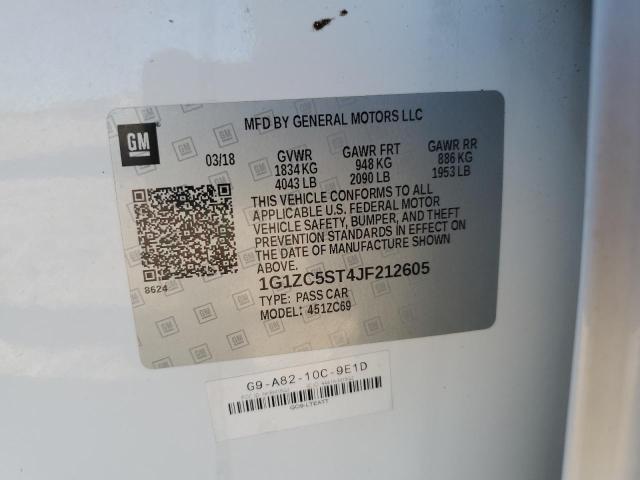 GM
MFD BY GENERAL MOTORS LLC
03/18 GVWR GAWR FRT GAWR RR
1834 KG 948 KG 886 KG
4043 LB 2090 LB 1953 LB
THIS VEHICLE CONFORMS TO ALL
APPLICABLE U.S. FEDERAL MOTOR
VEHICLE SAFETY, BUMPER, AND THEFT
PREVENTION STANDARDS IN EFFECT ON
THE DATE OF MANUFACTURE SHOWN
ABOVE.
8624
1G1ZC5ST4JF212605
TYPE: PASS CAR
MODEL: 451ZC69
G9-A82-10C-9E1D
GO9-LTEATT